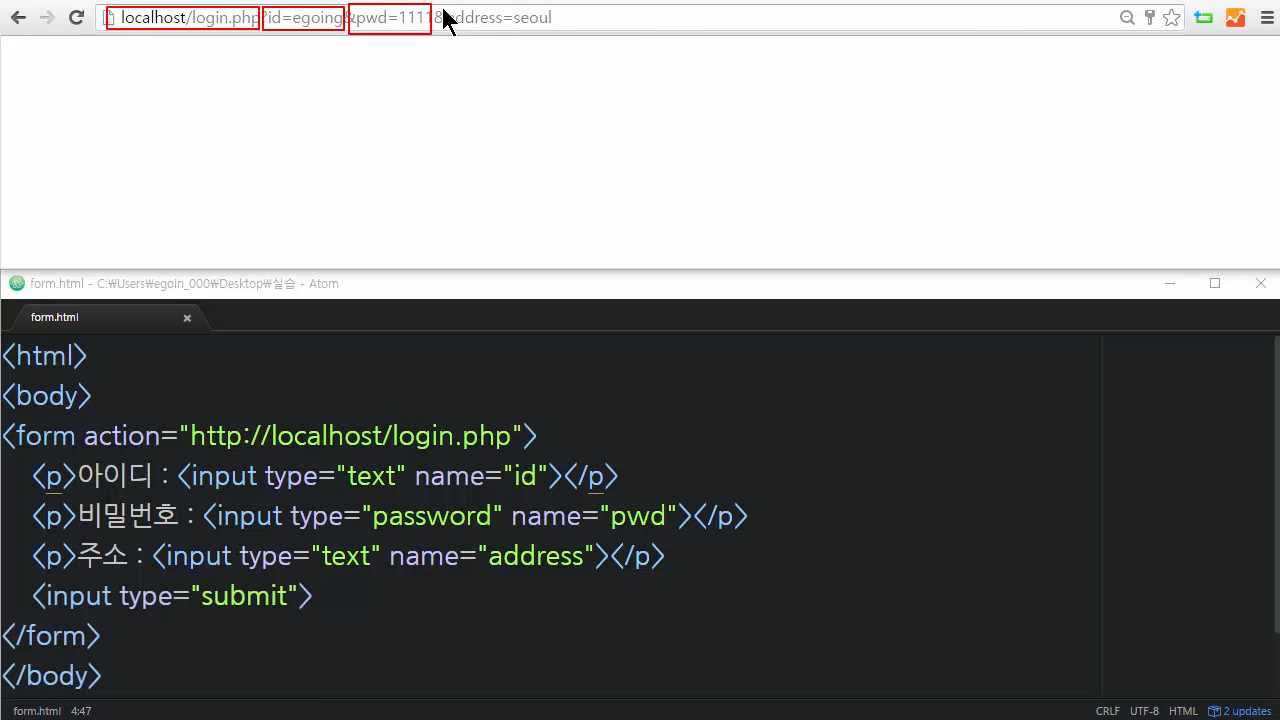 localhost/login.php?id=egoing&pwd=1111&address=seoul
form.html - C:₩Users₩egoin_000₩Desktop₩실습 - Atom
form.html
<html>
<body>
<form action="http://localhost/login.php">
<p>아이디 : <input type="text" name="id"></p>
<p>비밀번호 : <input type="password" name="pwd"></p>
<p>주소 : <input type="text" name="address"></p>
<input type="submit">
</form>
</body>
form.html 4:47 CRLF UTF-8 HTML 2 updates